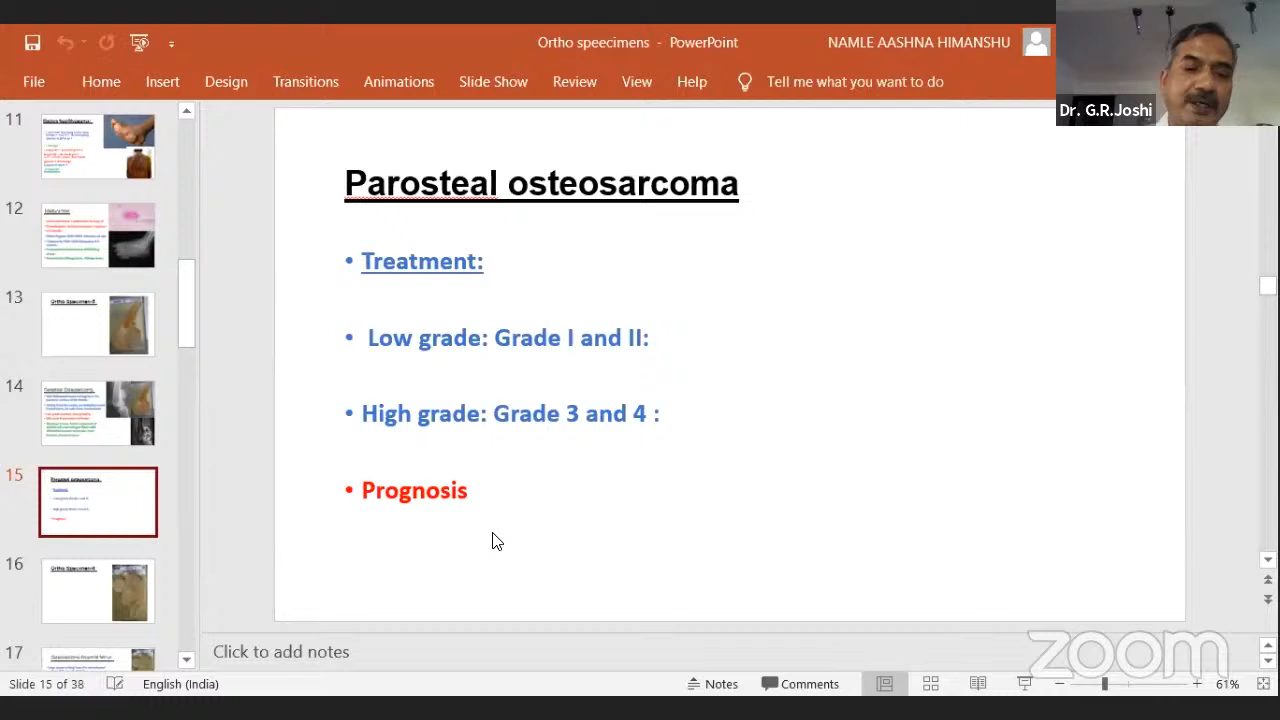 Ortho speecimens - PowerPoint
NAMLE AASHNA HIMANSHU
File Home Insert Design Transitions Animations Slide Show Review View Help Tell me what you want to do
Dr. G.R.Joshi
11
12
13
Ortho Specimen-5
14
15
16
17
Parosteal osteosarcoma
• Treatment:
• Low grade: Grade I and II:
• High grade: Grade 3 and 4 :
• Prognosis
Click to add notes
zoom
Slide 15 of 38 English (India) Notes Comments 61%